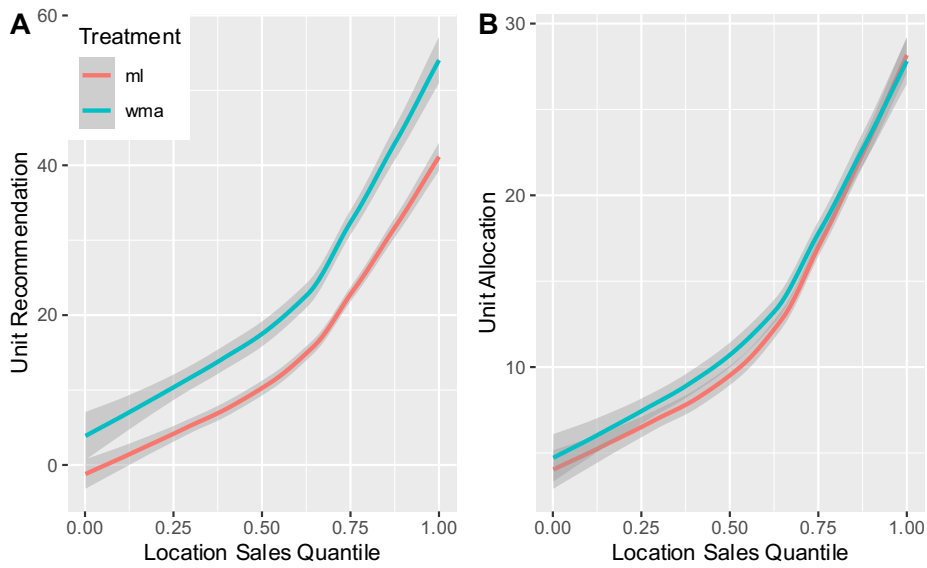 A
Treatment
ml
wma
60
40
20
0
Unit Recommendation
0.00 0.25 0.50 0.75 1.00
Location Sales Quantile
B
30
20
10
Unit Allocation
0.00 0.25 0.50 0.75 1.00
Location Sales Quantile